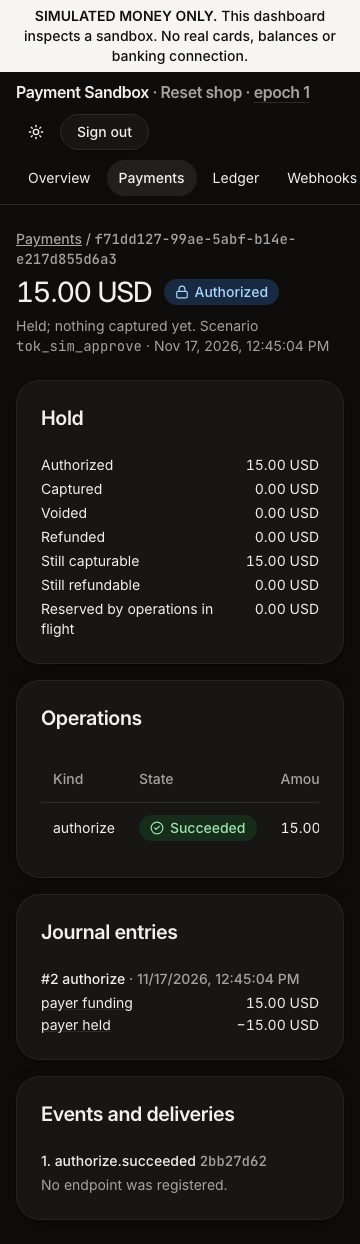 SIMULATED MONEY ONLY. This dashboard
inspects a sandbox. No real cards, balances or
banking connection.
Payment Sandbox · Reset shop · epoch 1
Sign out
Overview Payments Ledger Webhooks
Payments / f71dd127-99ae-5abf-b14e-
e217d855d6a3
15.00 USD Authorized
Held; nothing captured yet. Scenario
tok_sim_approve · Nov 17, 2026, 12:45:04 PM
Hold
Authorized 15.00 USD
Captured 0.00 USD
Voided 0.00 USD
Refunded 0.00 USD
Still capturable 15.00 USD
Still refundable 0.00 USD
Reserved by operations in 0.00 USD
flight
Operations
Kind State Amou
authorize Succeeded 15.00
Journal entries
#2 authorize · 11/17/2026, 12:45:04 PM
payer funding 15.00 USD
payer held −15.00 USD
Events and deliveries
1. authorize.succeeded 2bb27d62
No endpoint was registered.